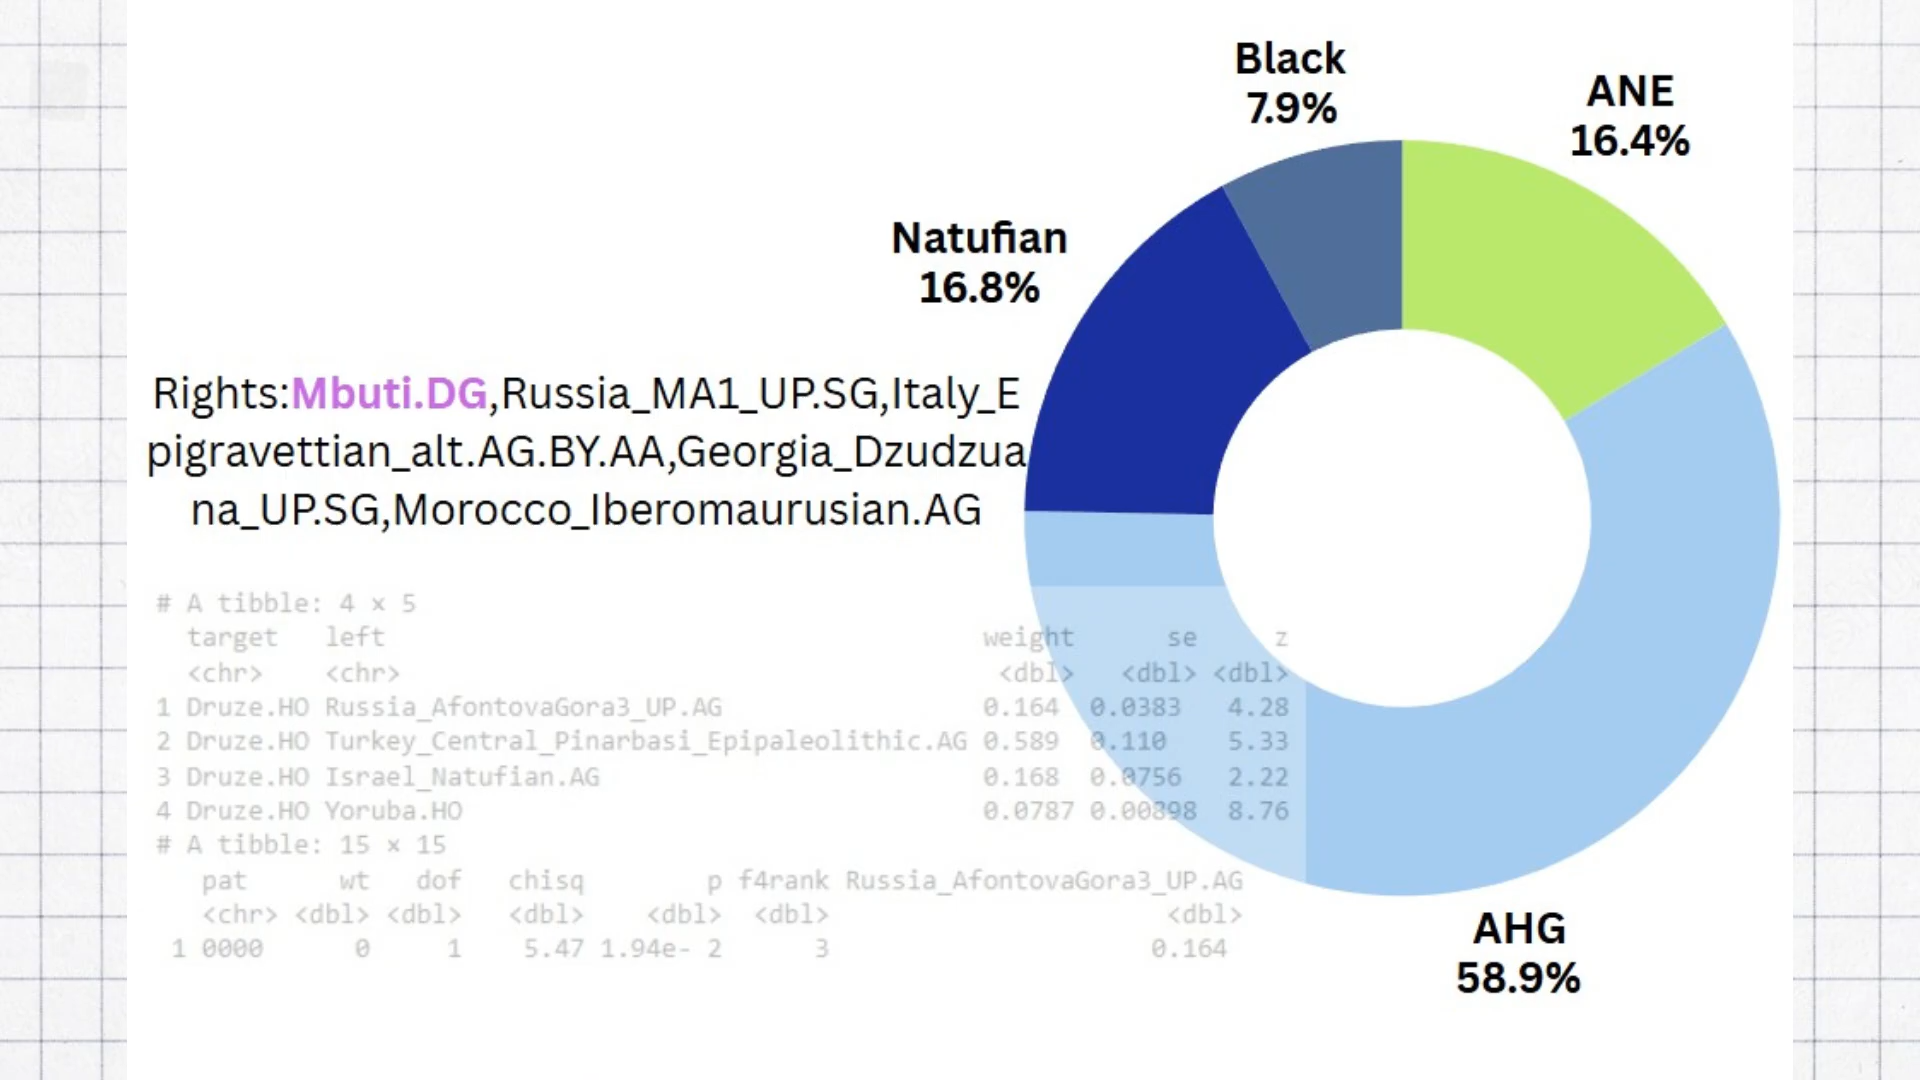 Black
7.9%
ANE
16.4%
Natufian
16.8%
Rights:Mbuti.DG,Russia_MA1_UP.SG,Italy_E
pigravettian_alt.AG.BY.AA,Georgia_Dzudzua
na_UP.SG,Morocco_Iberomaurusian.AG
# A tibble: 4 × 5
target left weight se z
<chr> <chr> <dbl> <dbl> <dbl>
1 Druze.HO Russia_AfontovaGora3_UP.AG 0.164 0.0383 4.28
2 Druze.HO Turkey_Central_Pinarbasi_Epipaleolithic.AG 0.589 0.110 5.33
3 Druze.HO Israel_Natufian.AG 0.168 0.0756 2.22
4 Druze.HO Yoruba.HO 0.0787 0.00898 8.76
# A tibble: 15 × 15
pat wt dof chisq p f4rank Russia_AfontovaGora3_UP.AG
<chr> <dbl> <dbl> <dbl> <dbl> <dbl> <dbl>
1 0000 0 1 5.47 1.94e- 2 3 0.164
AHG
58.9%